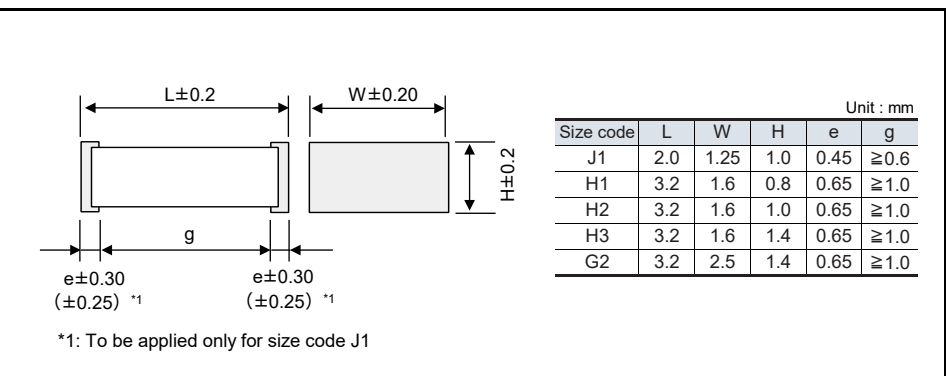 L±0.2
W±0.20
H±0.2
g
e±0.30
(±0.25) *1
e±0.30
(±0.25) *1
*1: To be applied only for size code J1
Unit : mm
Size code L W H e g
J1 2.0 1.25 1.0 0.45 ≧0.6
H1 3.2 1.6 0.8 0.65 ≧1.0
H2 3.2 1.6 1.0 0.65 ≧1.0
H3 3.2 1.6 1.4 0.65 ≧1.0
G2 3.2 2.5 1.4 0.65 ≧1.0